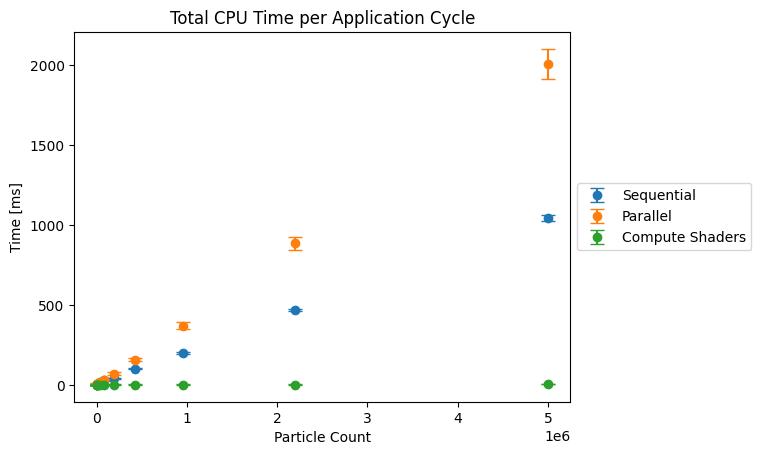 Total CPU Time per Application Cycle
2000
1500
1000
500
0
Time [ms]
0 1 2 3 4 5
1e6
Particle Count
Sequential
Parallel
Compute Shaders